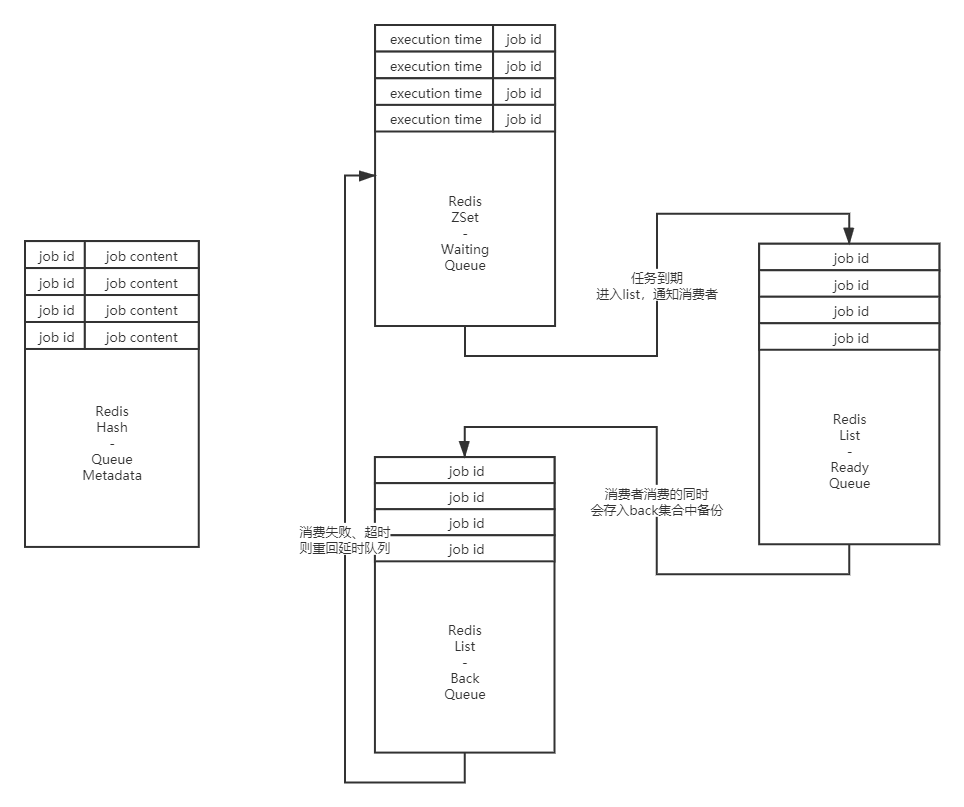 execution time job id
execution time job id
execution time job id
execution time job id
Redis
ZSet
-
Waiting
Queue
job id job content
job id job content
job id job content
job id job content
Redis
Hash
-
Queue
Metadata
任务到期
进入list，通知消费者
job id
job id
job id
job id
Redis
List
-
Ready
Queue
消费者消费的同时
会存入back集合中备份
job id
job id
job id
job id
Redis
List
-
Back
Queue
消费失败、超时
则重回延时队列